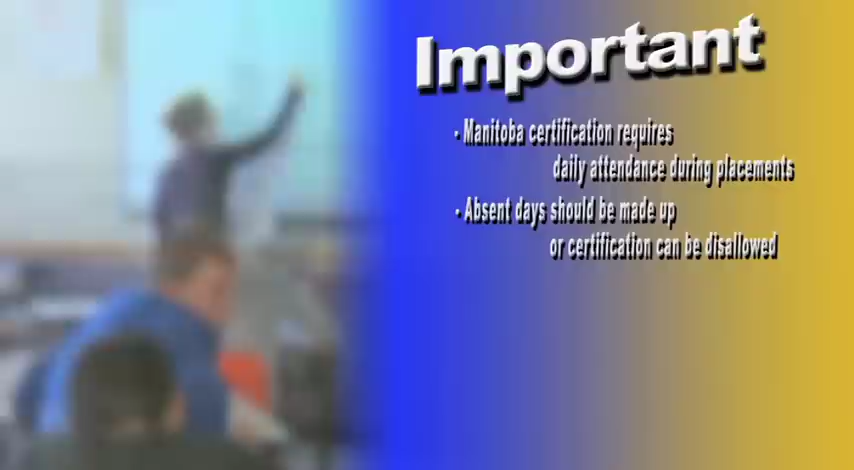 Important
- Manitoba certification requires
daily attendance during placements
- Absent days should be made up
or certification can be disallowed